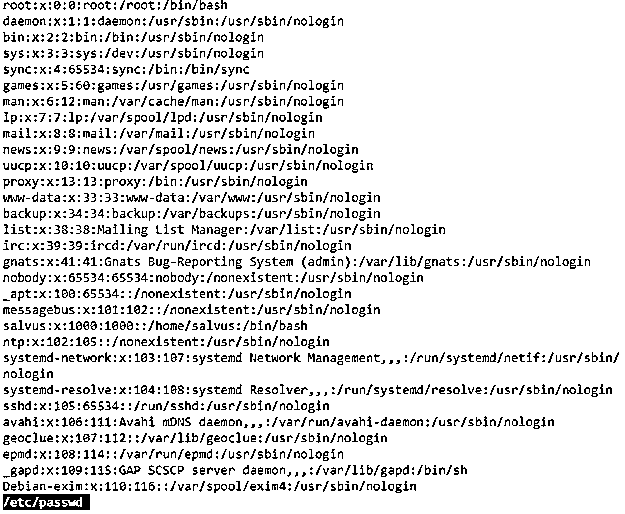 root:x:0:0:root:/root:/bin/bash
daemon:x:1:1:daemon:/usr/sbin:/usr/sbin/nologin
bin:x:2:2:bin:/bin:/usr/sbin/nologin
sys:x:3:3:sys:/dev:/usr/sbin/nologin
sync:x:4:65534:sync:/bin:/bin/sync
games:x:5:60:games:/usr/games:/usr/sbin/nologin
man:x:6:12:man:/var/cache/man:/usr/sbin/nologin
lp:x:7:7:lp:/var/spool/lpd:/usr/sbin/nologin
mail:x:8:8:mail:/var/mail:/usr/sbin/nologin
news:x:9:9:news:/var/spool/news:/usr/sbin/nologin
uucp:x:10:10:uucp:/var/spool/uucp:/usr/sbin/nologin
proxy:x:13:13:proxy:/bin:/usr/sbin/nologin
www-data:x:33:33:www-data:/var/www:/usr/sbin/nologin
backup:x:34:34:backup:/var/backups:/usr/sbin/nologin
list:x:38:38:Mailing List Manager:/var/list:/usr/sbin/nologin
irc:x:39:39:ircd:/var/run/ircd:/usr/sbin/nologin
gnats:x:41:41:Gnats Bug-Reporting System (admin):/var/lib/gnats:/usr/sbin/nologin
nobody:x:65534:65534:nobody:/nonexistent:/usr/sbin/nologin
_apt:x:100:65534::/nonexistent:/usr/sbin/nologin
messagebus:x:101:102::/nonexistent:/usr/sbin/nologin
salvus:x:1000:1000::/home/salvus:/bin/bash
ntp:x:102:105::/nonexistent:/usr/sbin/nologin
systemd-network:x:103:107:systemd Network Management,,,:/run/systemd/netif:/usr/sbin/
nologin
systemd-resolve:x:104:108:systemd Resolver,,,:/run/systemd/resolve:/usr/sbin/nologin
sshd:x:105:65534::/run/sshd:/usr/sbin/nologin
avahi:x:106:111:Avahi mDNS daemon,,,:/var/run/avahi-daemon:/usr/sbin/nologin
geoclue:x:107:112::/var/lib/geoclue:/usr/sbin/nologin
epmd:x:108:114::/var/run/epmd:/usr/sbin/nologin
_gapd:x:109:115:GAP SCSCP server daemon,,,:/var/lib/gapd:/bin/sh
Debian-exim:x:110:116::/var/spool/exim4:/usr/sbin/nologin
/etc/passwd